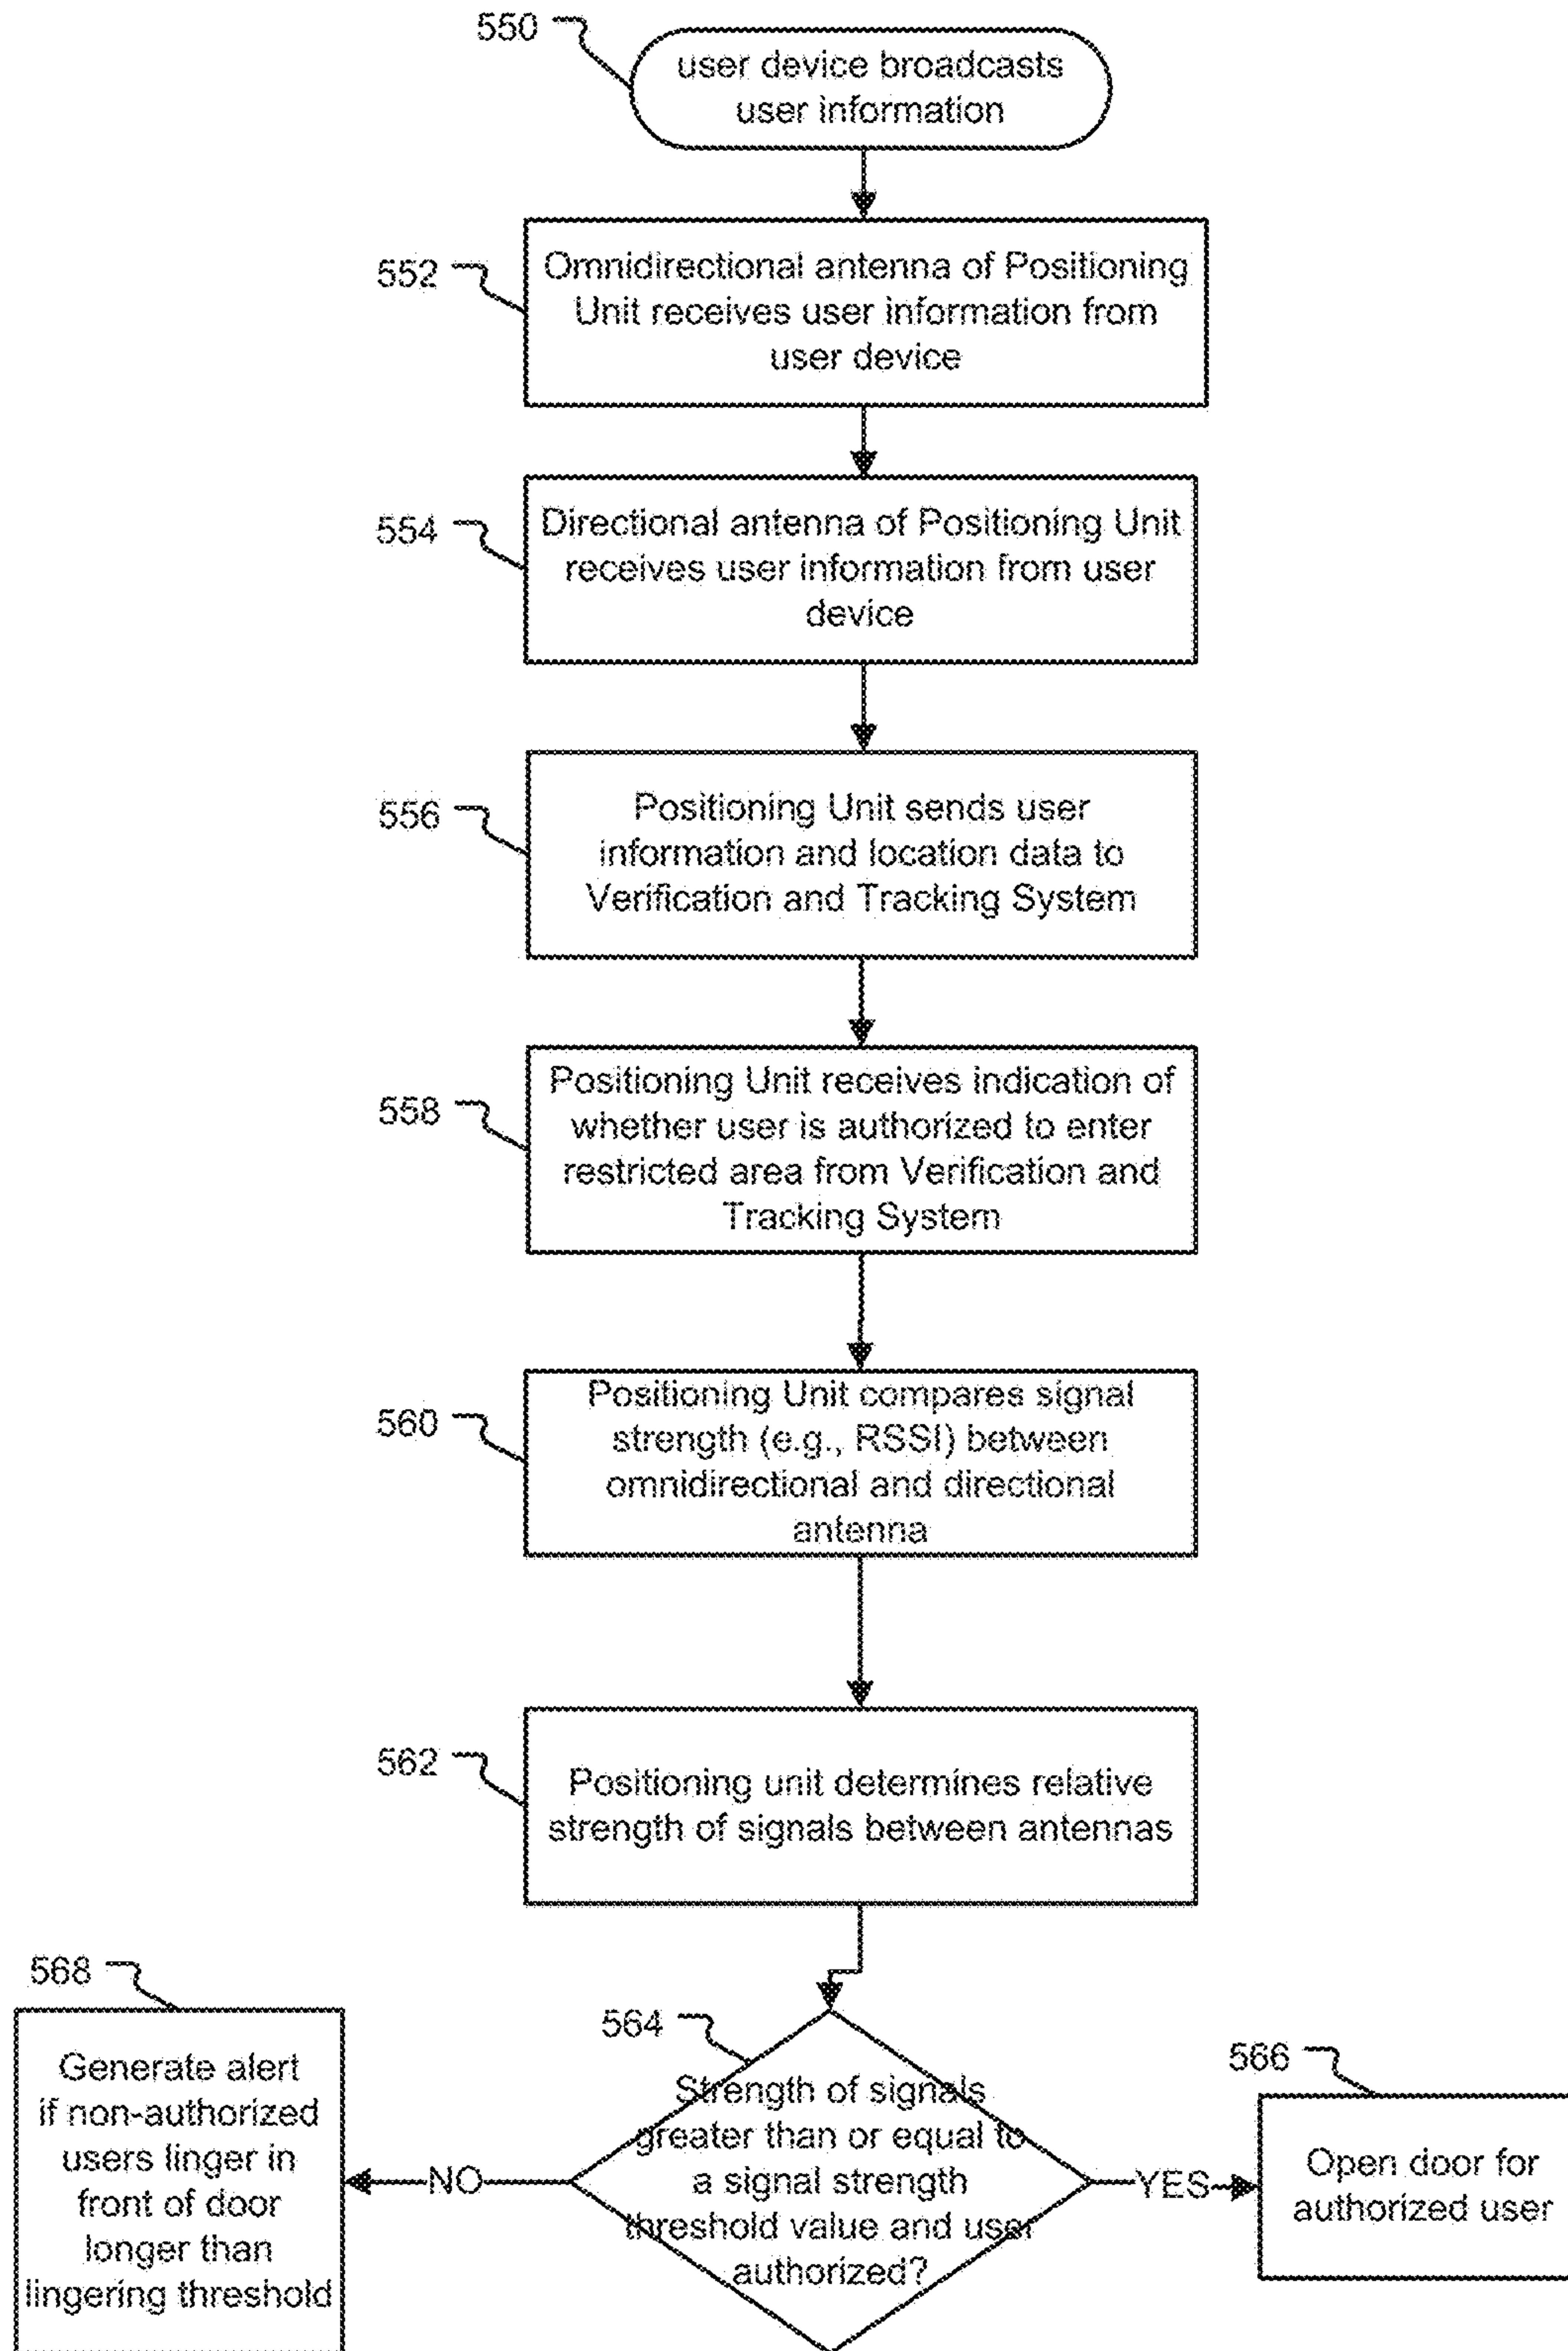 550
user device broadcasts
user information
552
Omnidirectional antenna of Positioning
Unit receives user information from
user device
554
Directional antenna of Positioning Unit
receives user information from user
device
556
Positioning Unit sends user
information and location data to
Verification and Tracking System
558
Positioning Unit receives indication of
whether user is authorized to enter
restricted area from Verification and
Tracking System
560
Positioning Unit compares signal
strength (e.g., RSSI) between
omnidirectional and directional
antenna
562
Positioning unit determines relative
strength of signals between antennas
564
Strength of signals
greater than or equal to
a signal strength
threshold value and user
authorized?
NO
YES
568
Generate alert
if non-authorized
users linger in
front of door
longer than
lingering threshold
566
Open door for
authorized user